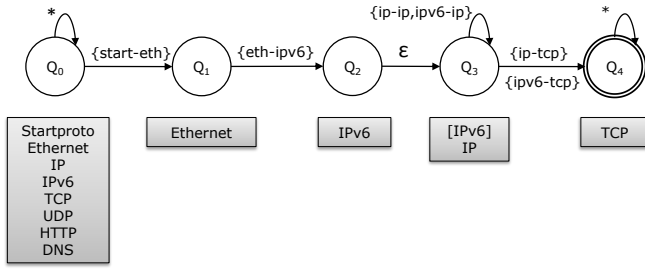 * {ip-ip,ipv6-ip} *
Q0 {start-eth} Q1 {eth-ipv6} Q2 ε Q3 {ip-tcp} Q4
{ipv6-tcp}
Startproto
Ethernet
IP
IPv6
TCP
UDP
HTTP
DNS
Ethernet
IPv6
[IPv6]
IP
TCP